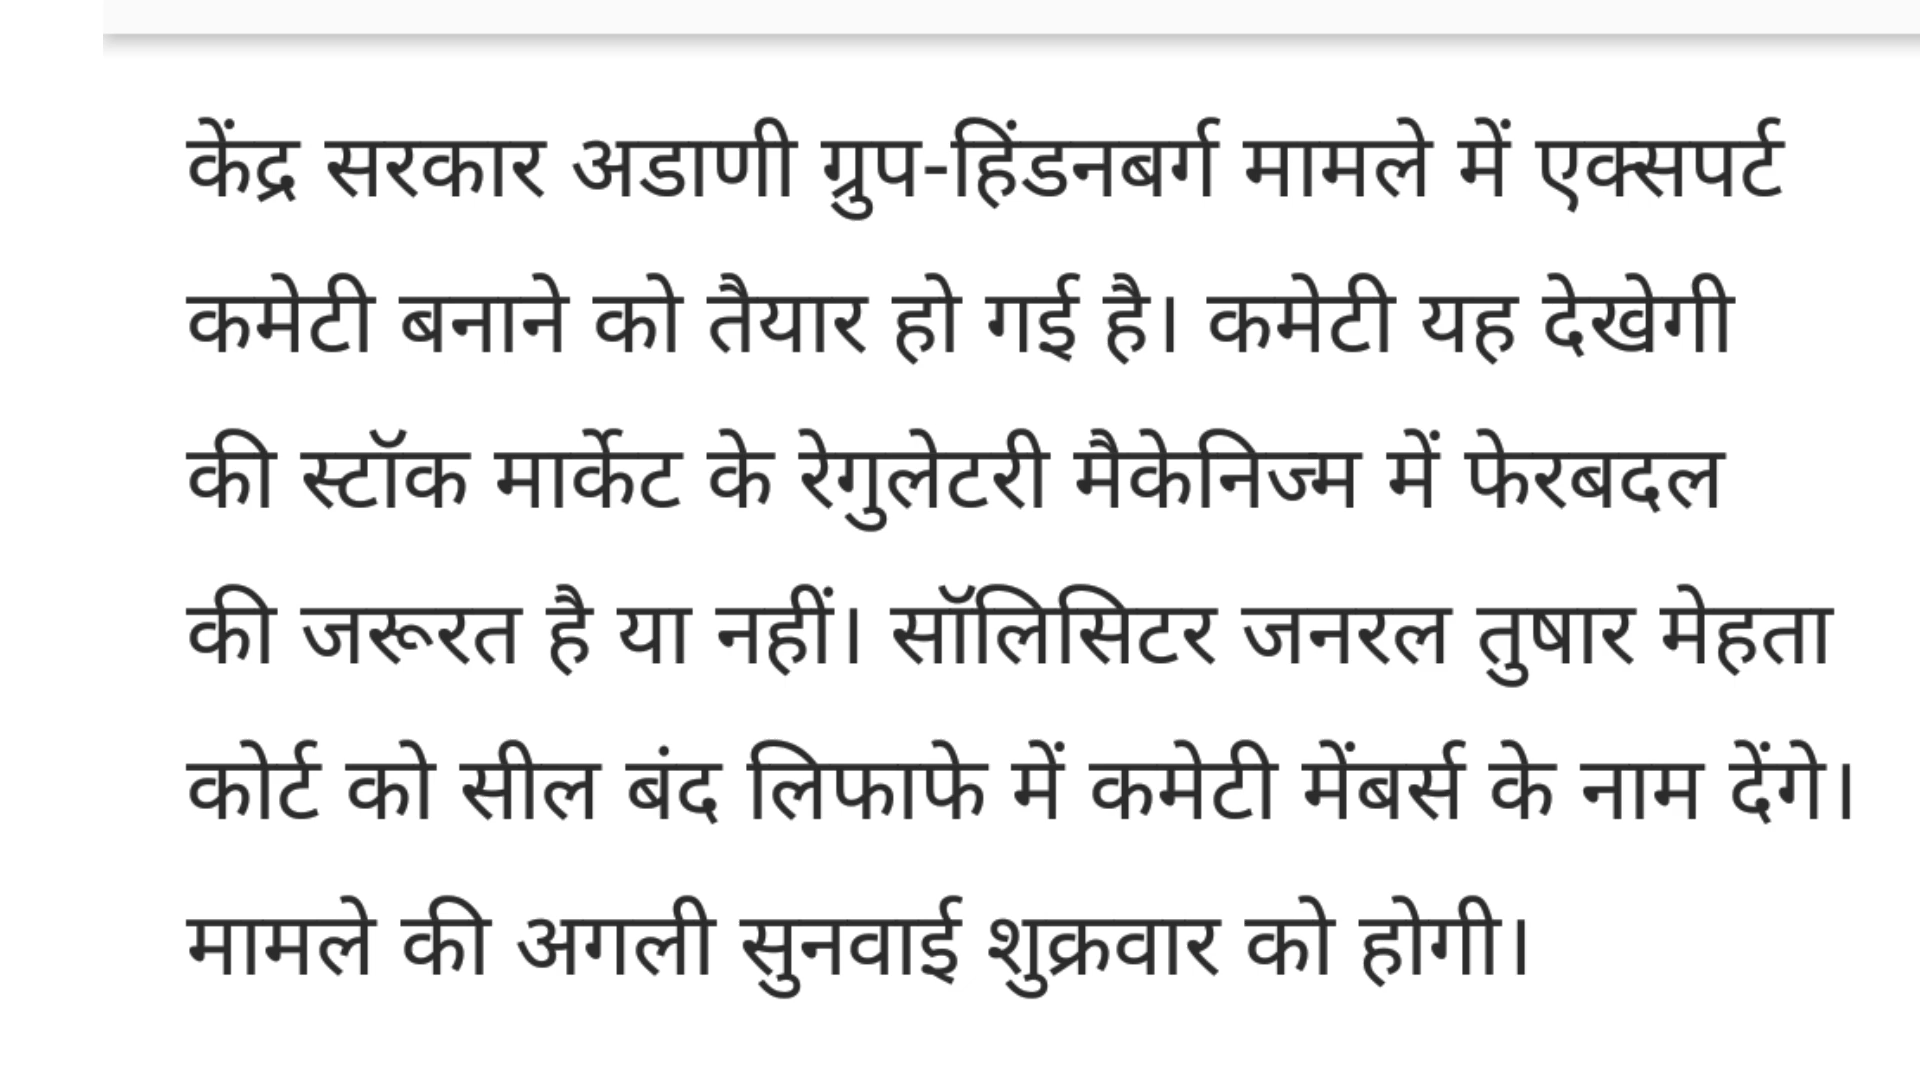 केंद्र सरकार अडाणी ग्रुप-हिंडनबर्ग मामले में एक्सपर्ट
कमेटी बनाने को तैयार हो गई है। कमेटी यह देखेगी
की स्टॉक मार्केट के रेगुलेटरी मैकेनिज्म में फेरबदल
की जरूरत है या नहीं। सॉलिसिटर जनरल तुषार मेहता
कोर्ट को सील बंद लिफाफे में कमेटी मेंबर्स के नाम देंगे।
मामले की अगली सुनवाई शुक्रवार को होगी।